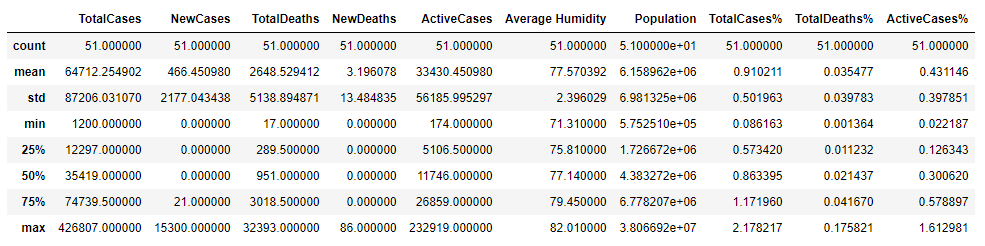 TotalCases NewCases TotalDeaths NewDeaths ActiveCases Average Humidity Population TotalCases% TotalDeaths% ActiveCases%
count 51.000000 51.000000 51.000000 51.000000 51.000000 51.000000 5.100000e+01 51.000000 51.000000 51.000000
mean 64712.254902 466.450980 2648.529412 3.196078 33430.450980 77.570392 6.158962e+06 0.910211 0.035477 0.431146
std 87206.031070 2177.043438 5138.894871 13.484835 56185.995297 2.396029 6.981325e+06 0.501963 0.039783 0.397851
min 1200.000000 0.000000 17.000000 0.000000 174.000000 71.310000 5.752510e+05 0.086163 0.001364 0.022187
25% 12297.000000 0.000000 289.500000 0.000000 5106.500000 75.810000 1.726672e+06 0.573420 0.011232 0.126343
50% 35419.000000 0.000000 951.000000 0.000000 11746.000000 77.140000 4.383272e+06 0.863395 0.021437 0.300620
75% 74739.500000 21.000000 3018.500000 0.000000 26859.000000 79.450000 6.778207e+06 1.171960 0.041670 0.578897
max 426807.000000 15300.000000 32393.000000 86.000000 232919.000000 82.010000 3.806692e+07 2.178217 0.175821 1.612981